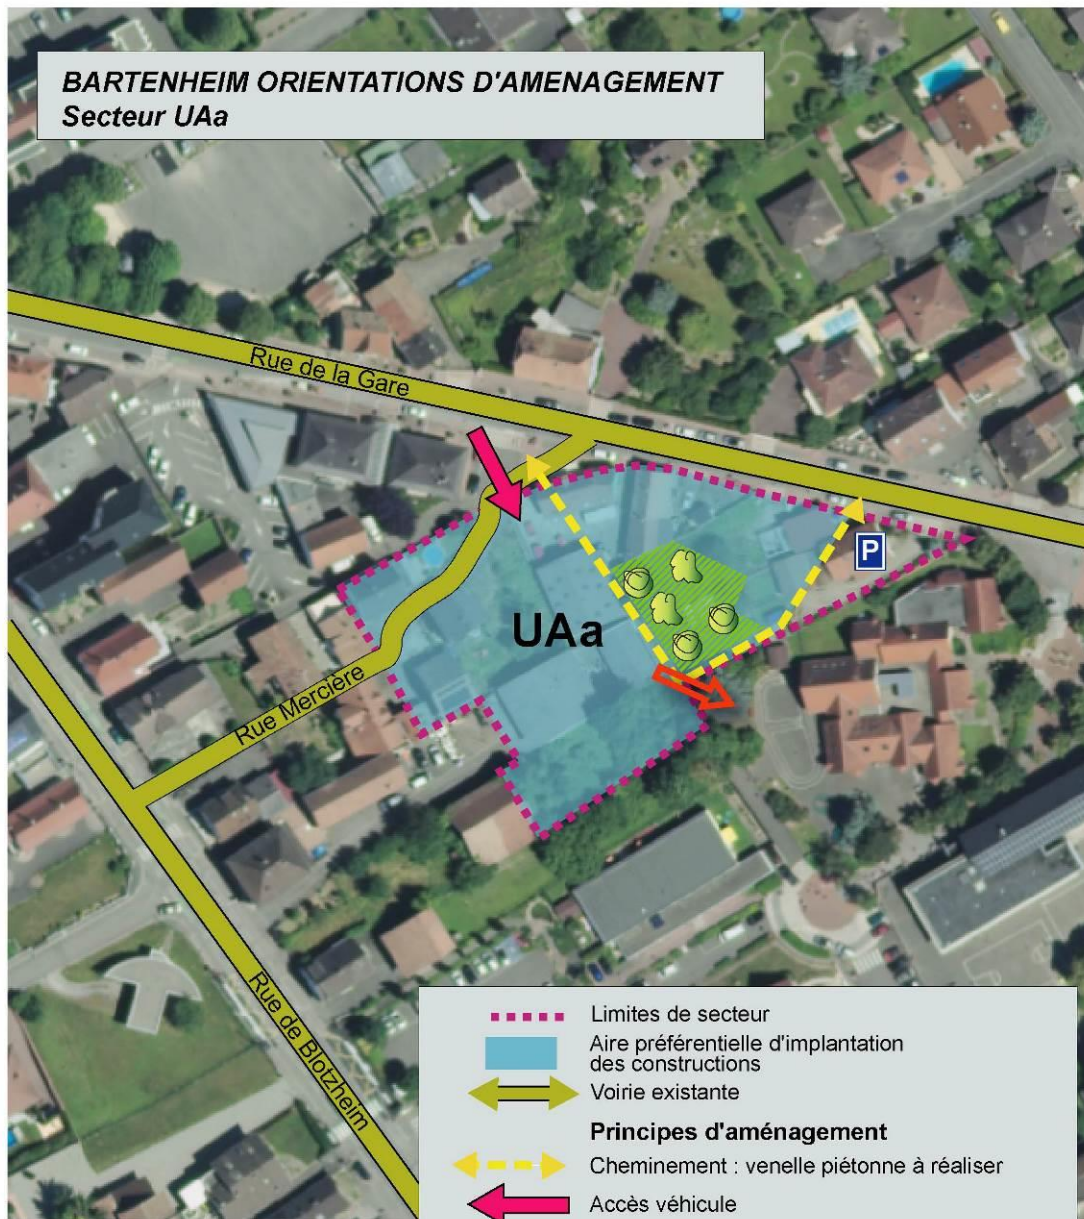 BARTENHEIM ORIENTATIONS D'AMENAGEMENT
Secteur UAa
Rue de la Gare
P
UAa
Rue Mercière
Rue de Blotzheim
Limites de secteur
Aire préférentielle d'implantation
des constructions
Voirie existante
Principes d'aménagement
Cheminement : venelle piétonne à réaliser
Accès véhicule